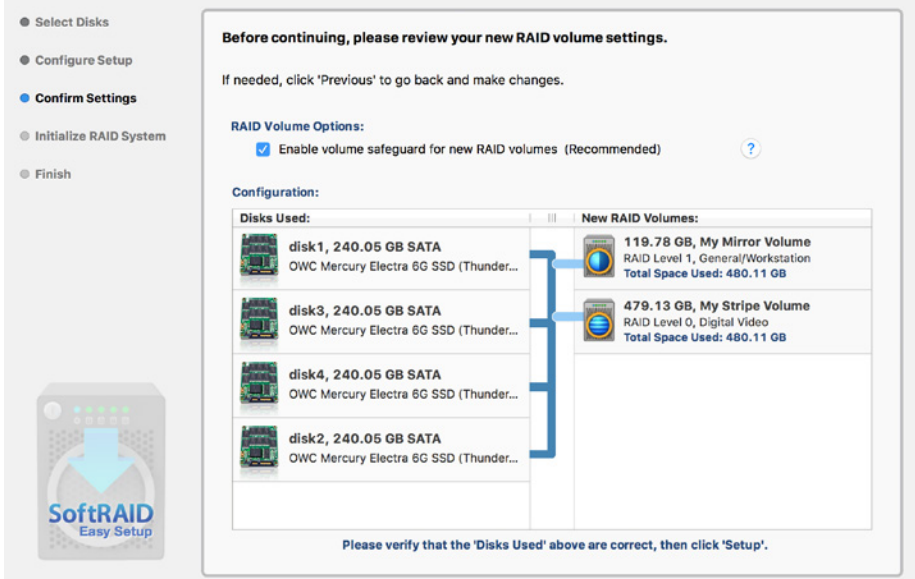 Select Disks
Configure Setup
Confirm Settings
Initialize RAID System
Finish
SoftRAID
Easy Setup
Before continuing, please review your new RAID volume settings.
If needed, click 'Previous' to go back and make changes.
RAID Volume Options:
Enable volume safeguard for new RAID volumes (Recommended)
?
Configuration:
Disks Used:
disk1, 240.05 GB SATA
OWC Mercury Electra 6G SSD (Thunder...
disk3, 240.05 GB SATA
OWC Mercury Electra 6G SSD (Thunder...
disk4, 240.05 GB SATA
OWC Mercury Electra 6G SSD (Thunder...
disk2, 240.05 GB SATA
OWC Mercury Electra 6G SSD (Thunder...
New RAID Volumes:
119.78 GB, My Mirror Volume
RAID Level 1, General/Workstation
Total Space Used: 480.11 GB
479.13 GB, My Stripe Volume
RAID Level 0, Digital Video
Total Space Used: 480.11 GB
Please verify that the 'Disks Used' above are correct, then click 'Setup'.